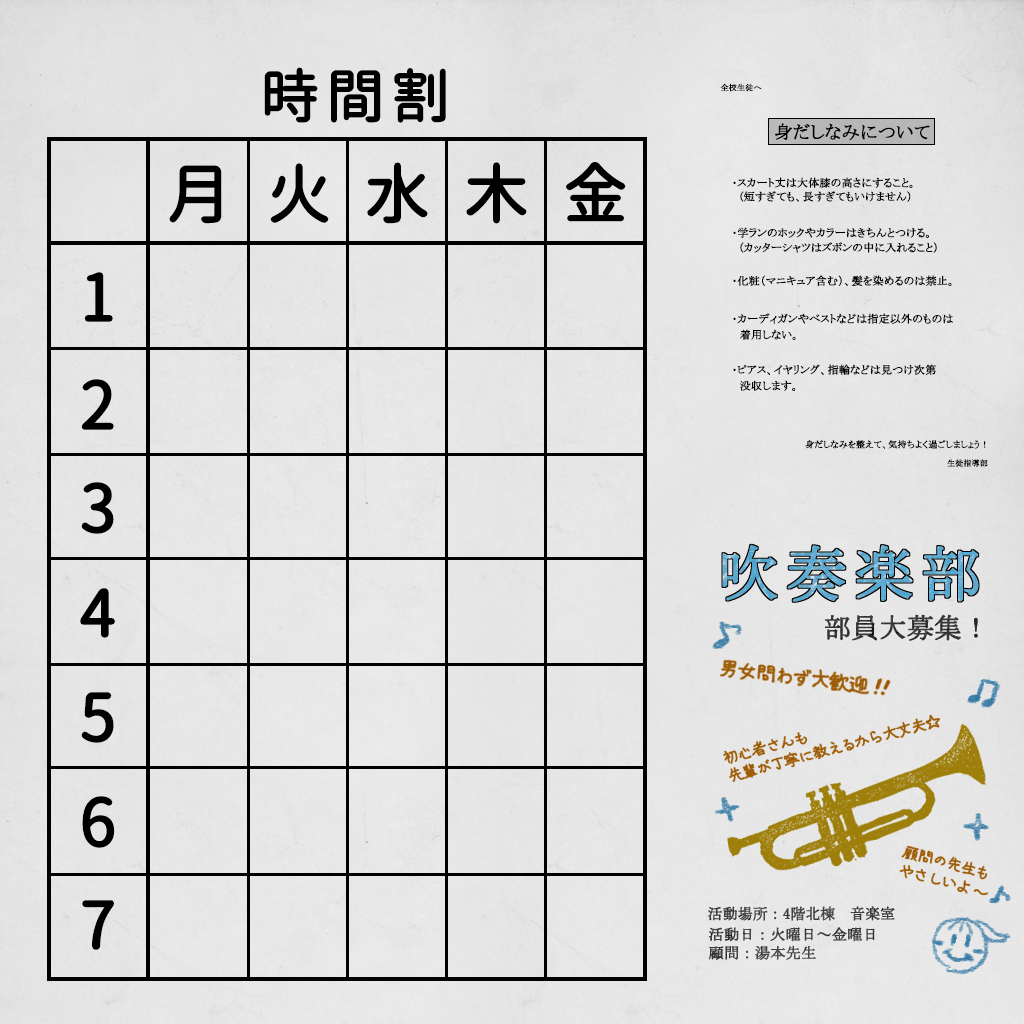 時間割
月 火 水 木 金
1
2
3
4
5
6
7
全校生徒へ
身だしなみについて
・スカート丈は大体膝の高さにすること。
（短すぎても、長すぎてもいけません）
・学ランのホックやカラーはきちんとつける。
（カッターシャツはズボンの中に入れること）
・化粧（マニキュア含む）、髪を染めるのは禁止。
・カーディガンやベストなどは指定以外のものは
着用しない。
・ピアス、イヤリング、指輪などは見つけ次第
没収します。
身だしなみを整えて、気持ちよく過ごしましょう！
生徒指導部
吹奏楽部
部員大募集！
男女問わず大歓迎!!
初心者さんも
先輩が丁寧に教えるから大丈夫☆
顧問の先生も
やさしいよ～
活動場所：4階北棟　音楽室
活動日：火曜日～金曜日
顧問：湯本先生